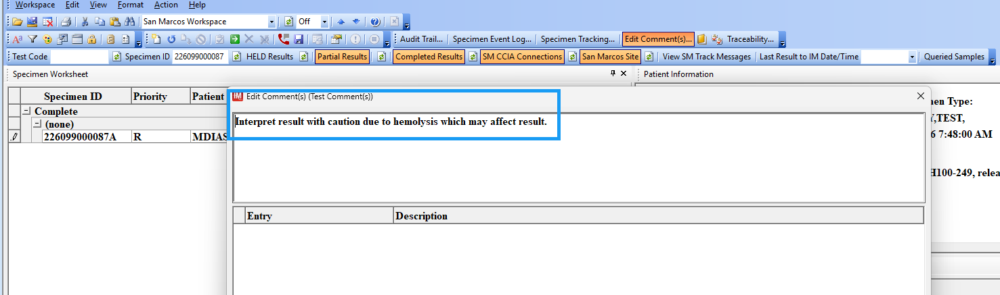 Workspace Edit View Format Action Help
San Marcos Workspace Off
Audit Trail... Specimen Event Log... Specimen Tracking... Edit Comment(s)... Traceability...
Test Code Specimen ID 226099000087 HELD Results Partial Results Completed Results SM CCIA Connections San Marcos Site View SM Track Messages Last Result to IM Date/Time Queried Samples
Specimen Worksheet
Patient Information
Specimen ID Priority Patient
Complete
(none)
226099000087A R MDIAS
Edit Comment(s) (Test Comment(s))
Interpret result with caution due to hemolysis which may affect result.
Entry Description
men Type:
Y,TEST,
6 7:48:00 AM
H100-249, relea